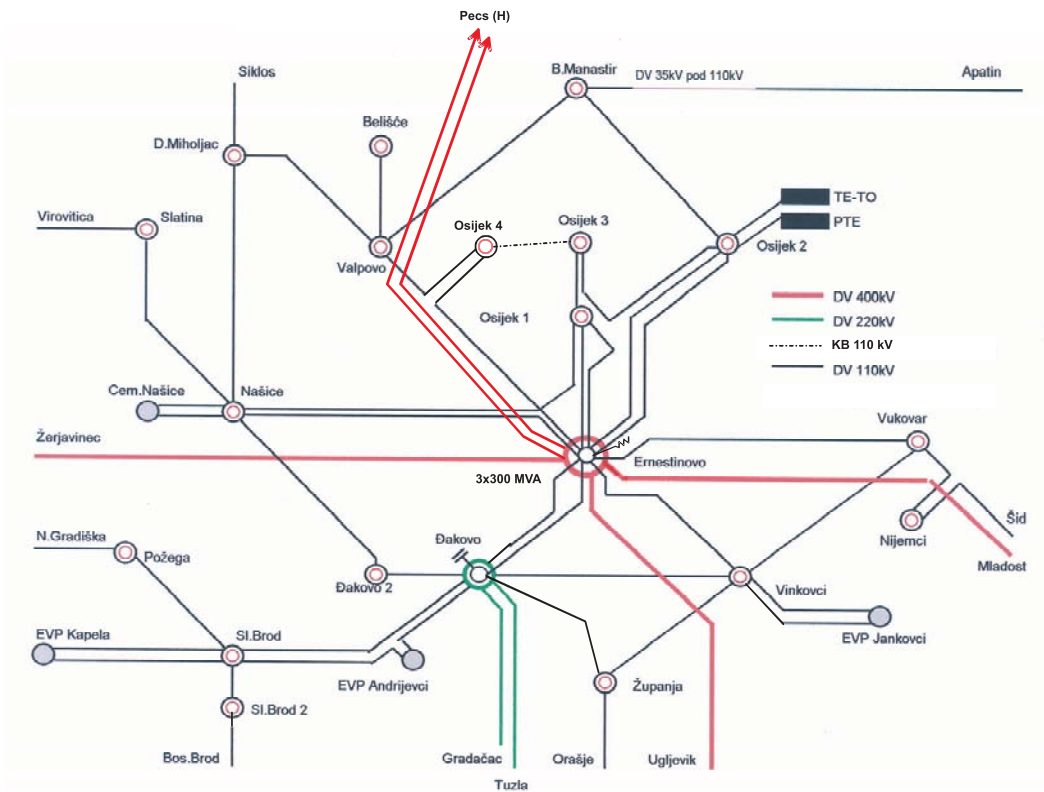 Pecs (H)
Siklos
B.Manastir
DV 35kV pod 110kV
Apatin
Belišće
D.Miholjac
TE-TO
Virovitica
Slatina
Osijek 4
Osijek 3
PTE
Osijek 2
Valpovo
DV 400kV
Osijek 1
DV 220kV
KB 110 kV
DV 110kV
Cem.Našice
Našice
Vukovar
Žerjavinec
Ernestinovo
3x300 MVA
Šid
N.Gradiška
Đakovo
Nijemci
Požega
Mladost
Đakovo 2
Vinkovci
EVP Kapela
Sl.Brod
EVP Jankovci
EVP Andrijevci
Županja
Sl.Brod 2
Bos.Brod
Gradačac
Orašje
Ugljevik
Tuzla